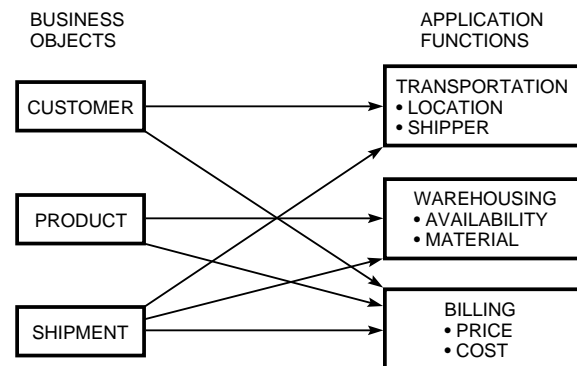 BUSINESS
OBJECTS
APPLICATION
FUNCTIONS
CUSTOMER
TRANSPORTATION
• LOCATION
• SHIPPER
PRODUCT
WAREHOUSING
• AVAILABILITY
• MATERIAL
SHIPMENT
BILLING
• PRICE
• COST